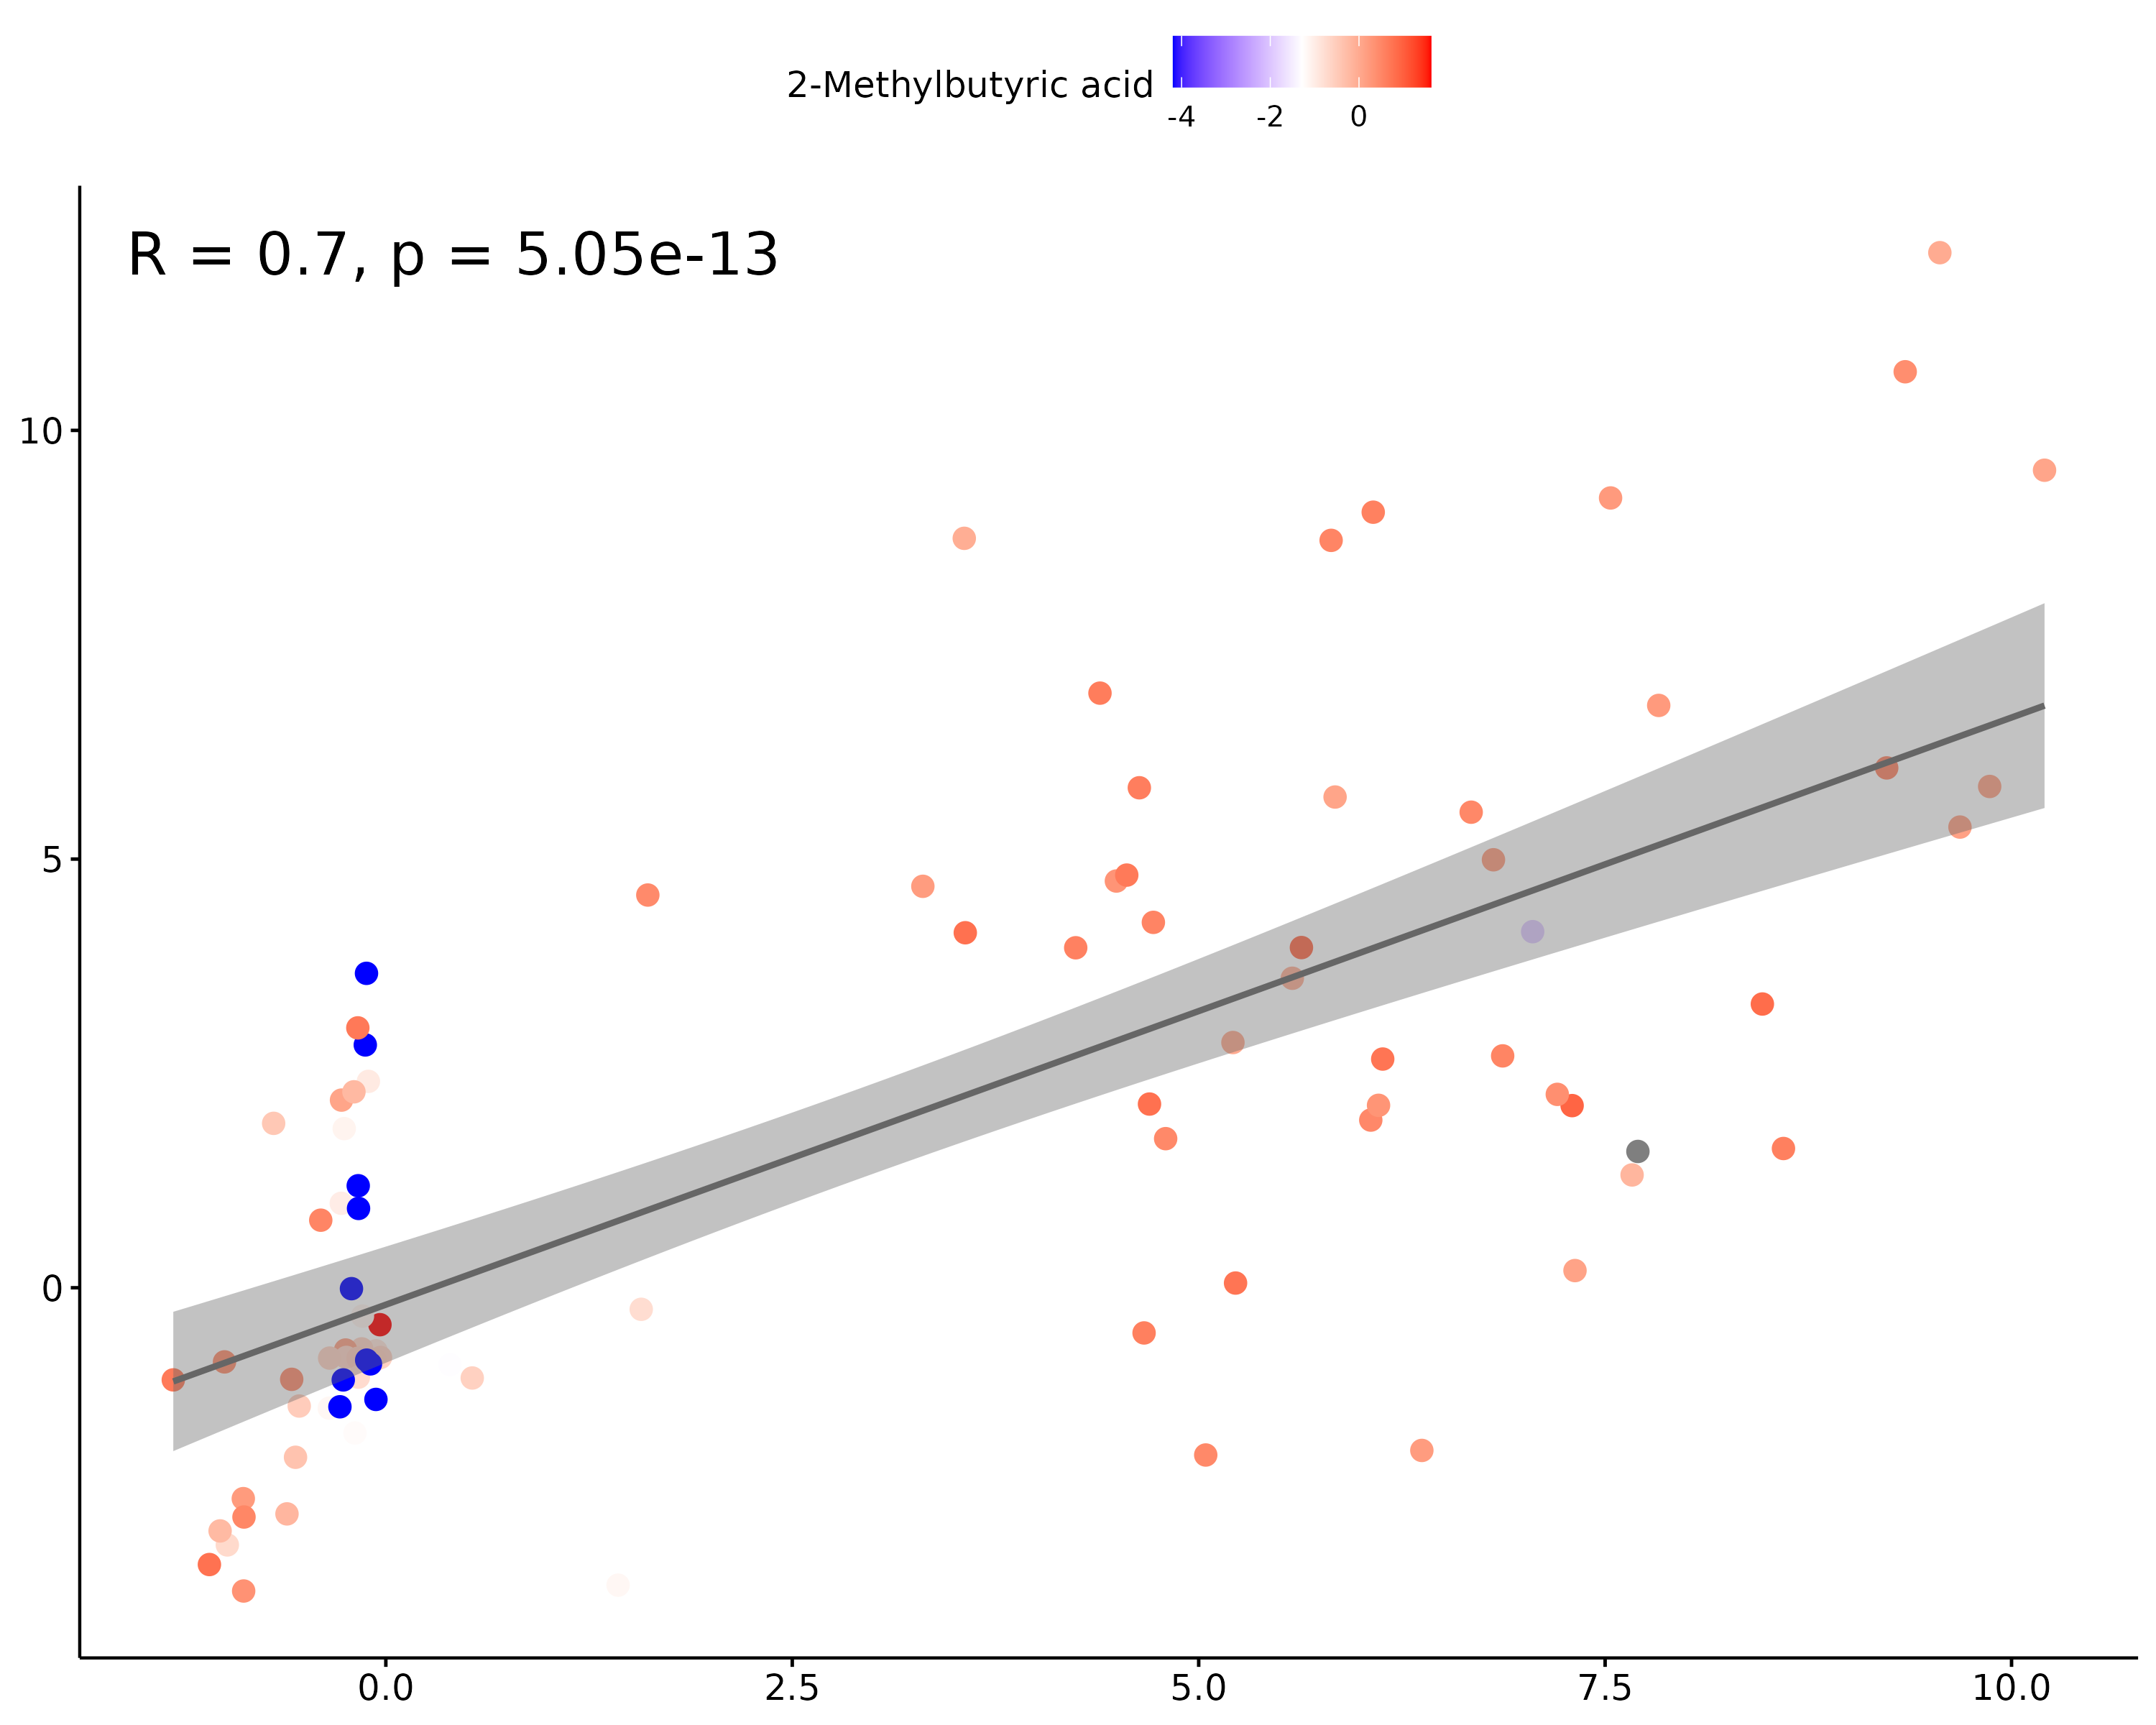 2-Methylbutyric acid
-4 -2 0
R = 0.7, p = 5.05e-13
10
5
0
0.0 2.5 5.0 7.5 10.0